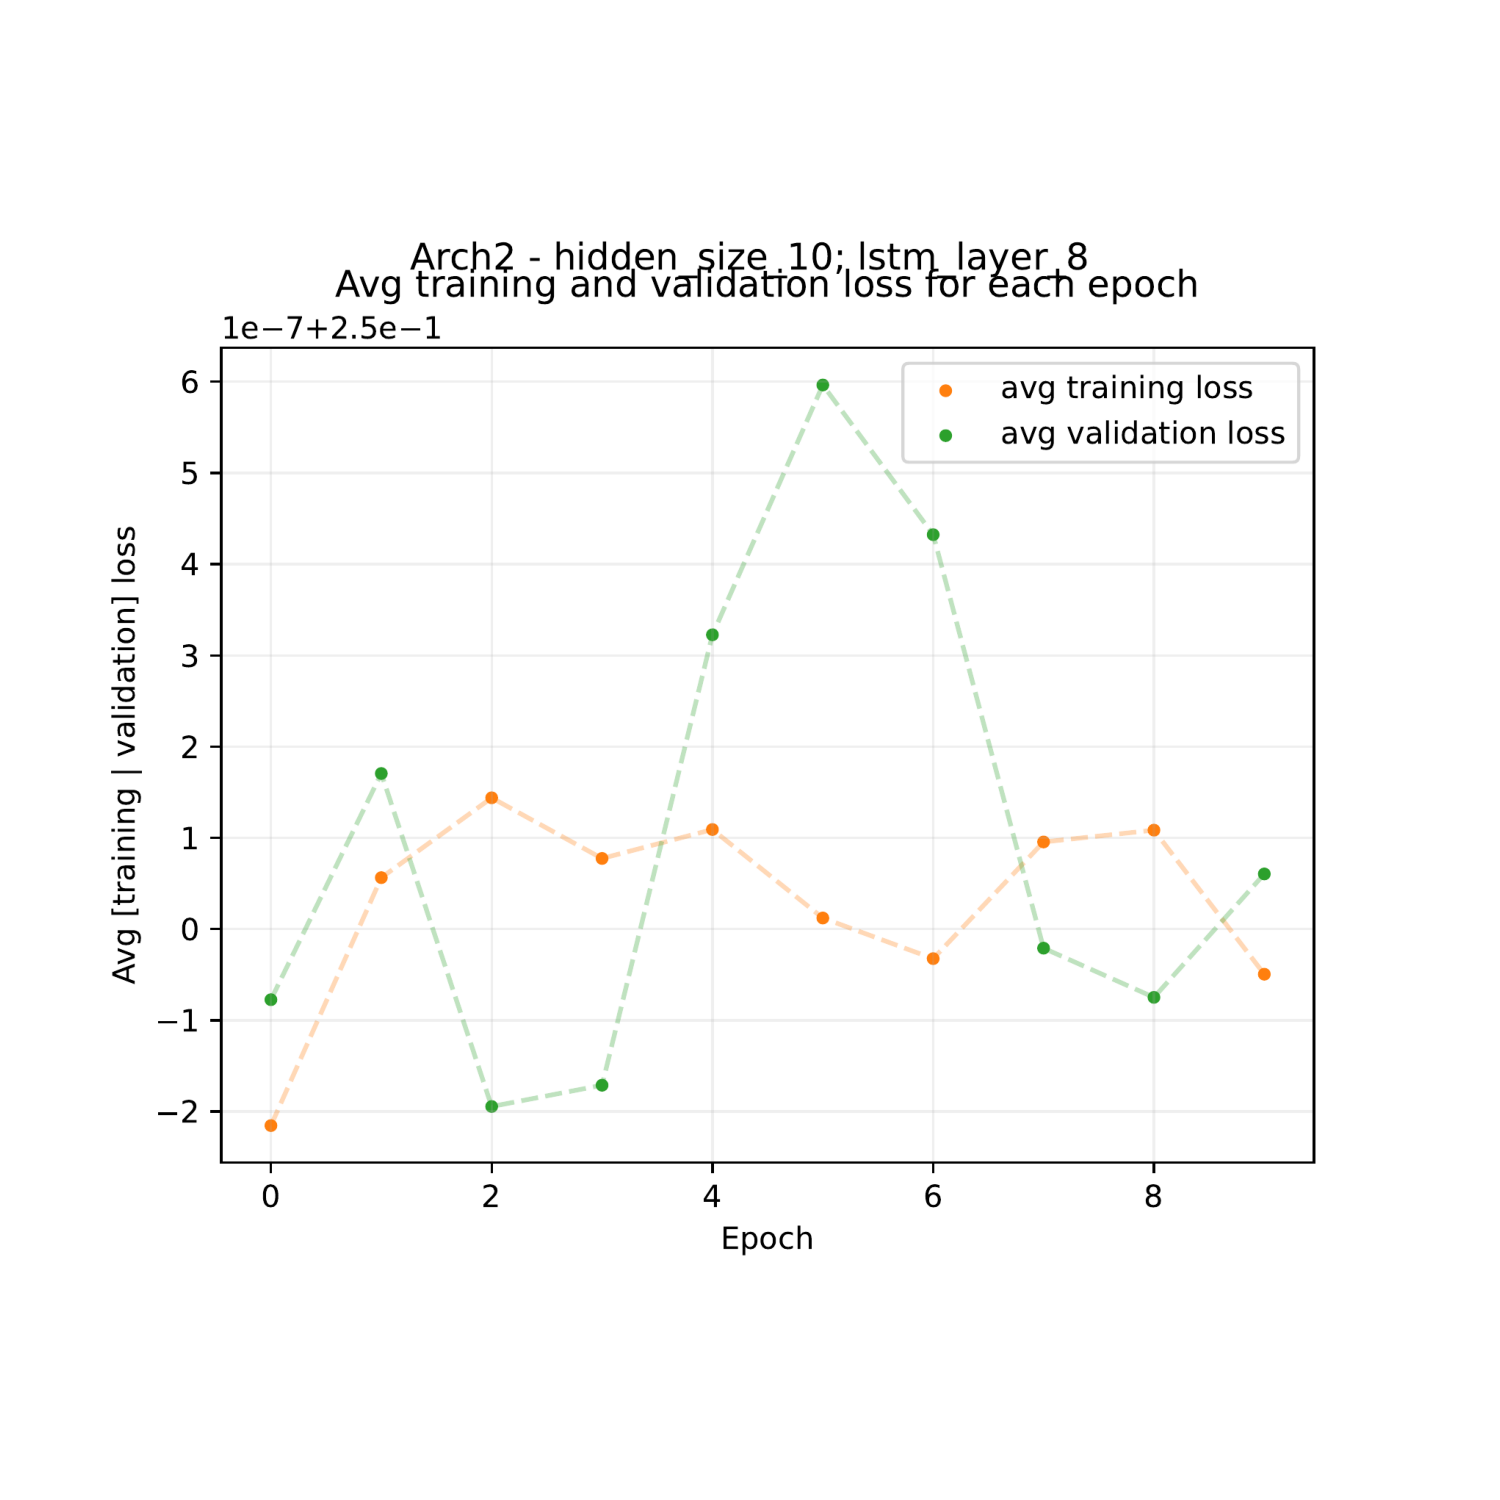 Arch2 - hidden_size_10; lstm_layer_8
Avg training and validation loss for each epoch
1e−7+2.5e−1
avg training loss
avg validation loss
6
5
4
3
2
1
0
−1
−2
Avg [training | validation] loss
0 2 4 6 8
Epoch